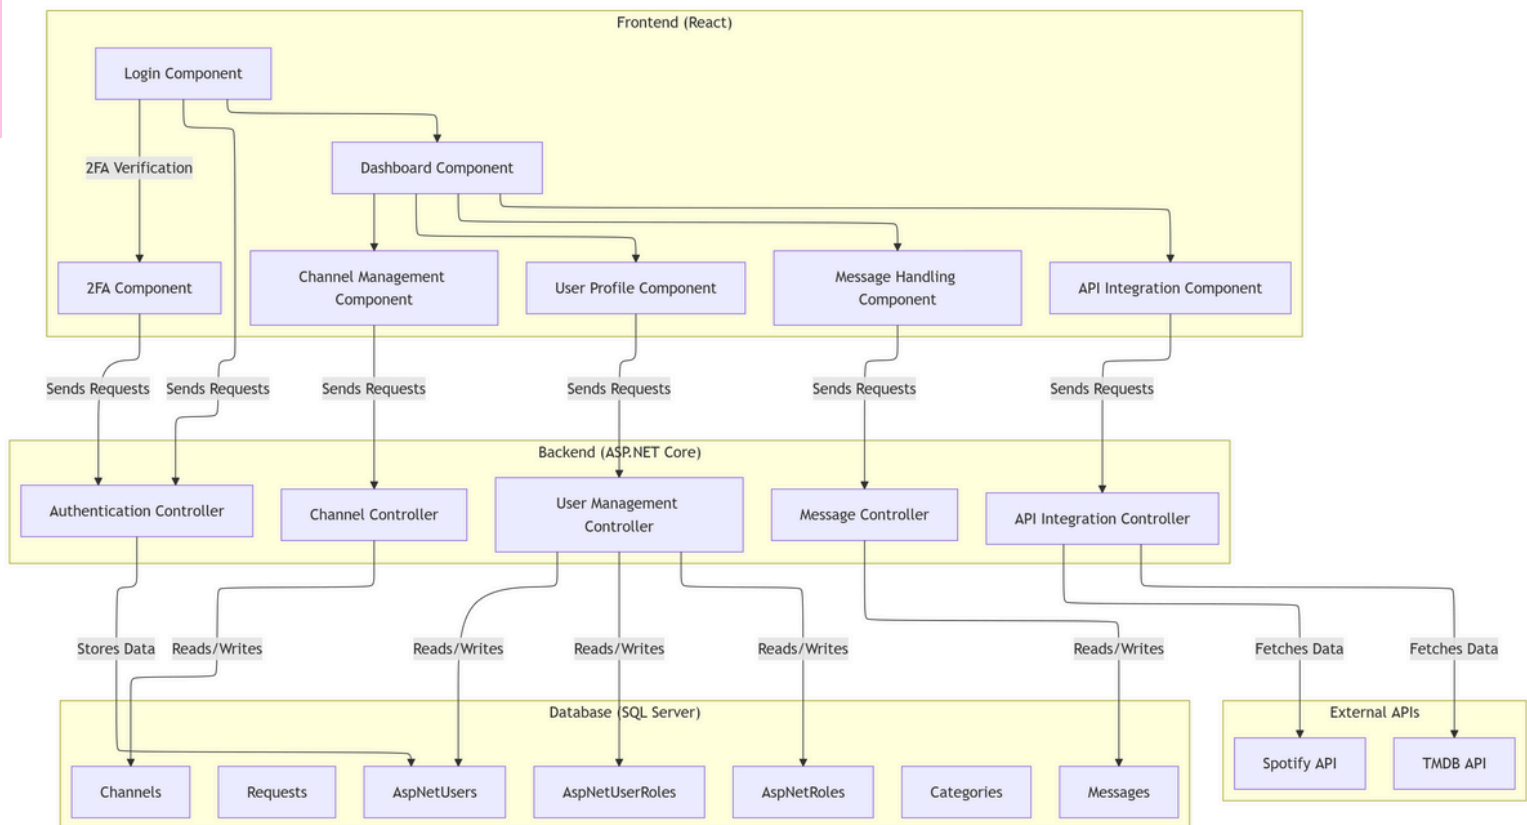 Frontend (React)
Login Component
2FA Verification
Dashboard Component
2FA Component
Channel Management
Component
User Profile Component
Message Handling
Component
API Integration Component
Sends Requests
Sends Requests
Sends Requests
Sends Requests
Sends Requests
Sends Requests
Backend (ASP.NET Core)
Authentication Controller
Channel Controller
User Management
Controller
Message Controller
API Integration Controller
Stores Data
Reads/Writes
Reads/Writes
Reads/Writes
Reads/Writes
Reads/Writes
Fetches Data
Fetches Data
Database (SQL Server)
Channels
Requests
AspNetUsers
AspNetUserRoles
AspNetRoles
Categories
Messages
External APIs
Spotify API
TMDB API